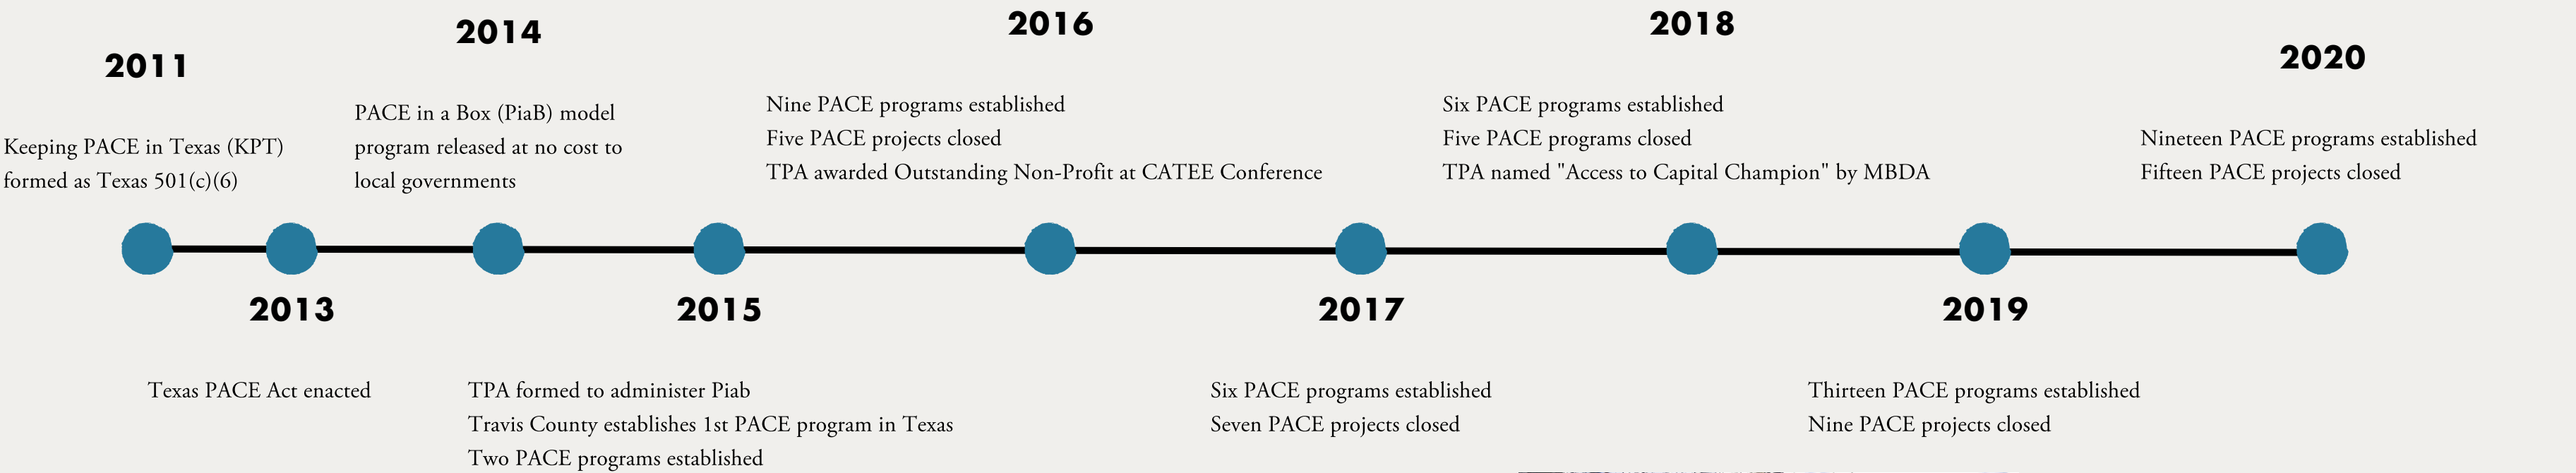 2011
Keeping PACE in Texas (KPT)
formed as Texas 501(c)(6)
2013
Texas PACE Act enacted
2014
PACE in a Box (PiaB) model
program released at no cost to
local governments
2015
TPA formed to administer Piab
Travis County establishes 1st PACE program in Texas
Two PACE programs established
2016
Nine PACE programs established
Five PACE projects closed
TPA awarded Outstanding Non-Profit at CATEE Conference
2017
Six PACE programs established
Seven PACE projects closed
2018
Six PACE programs established
Five PACE programs closed
TPA named "Access to Capital Champion" by MBDA
2019
Thirteen PACE programs established
Nine PACE projects closed
2020
Nineteen PACE programs established
Fifteen PACE projects closed